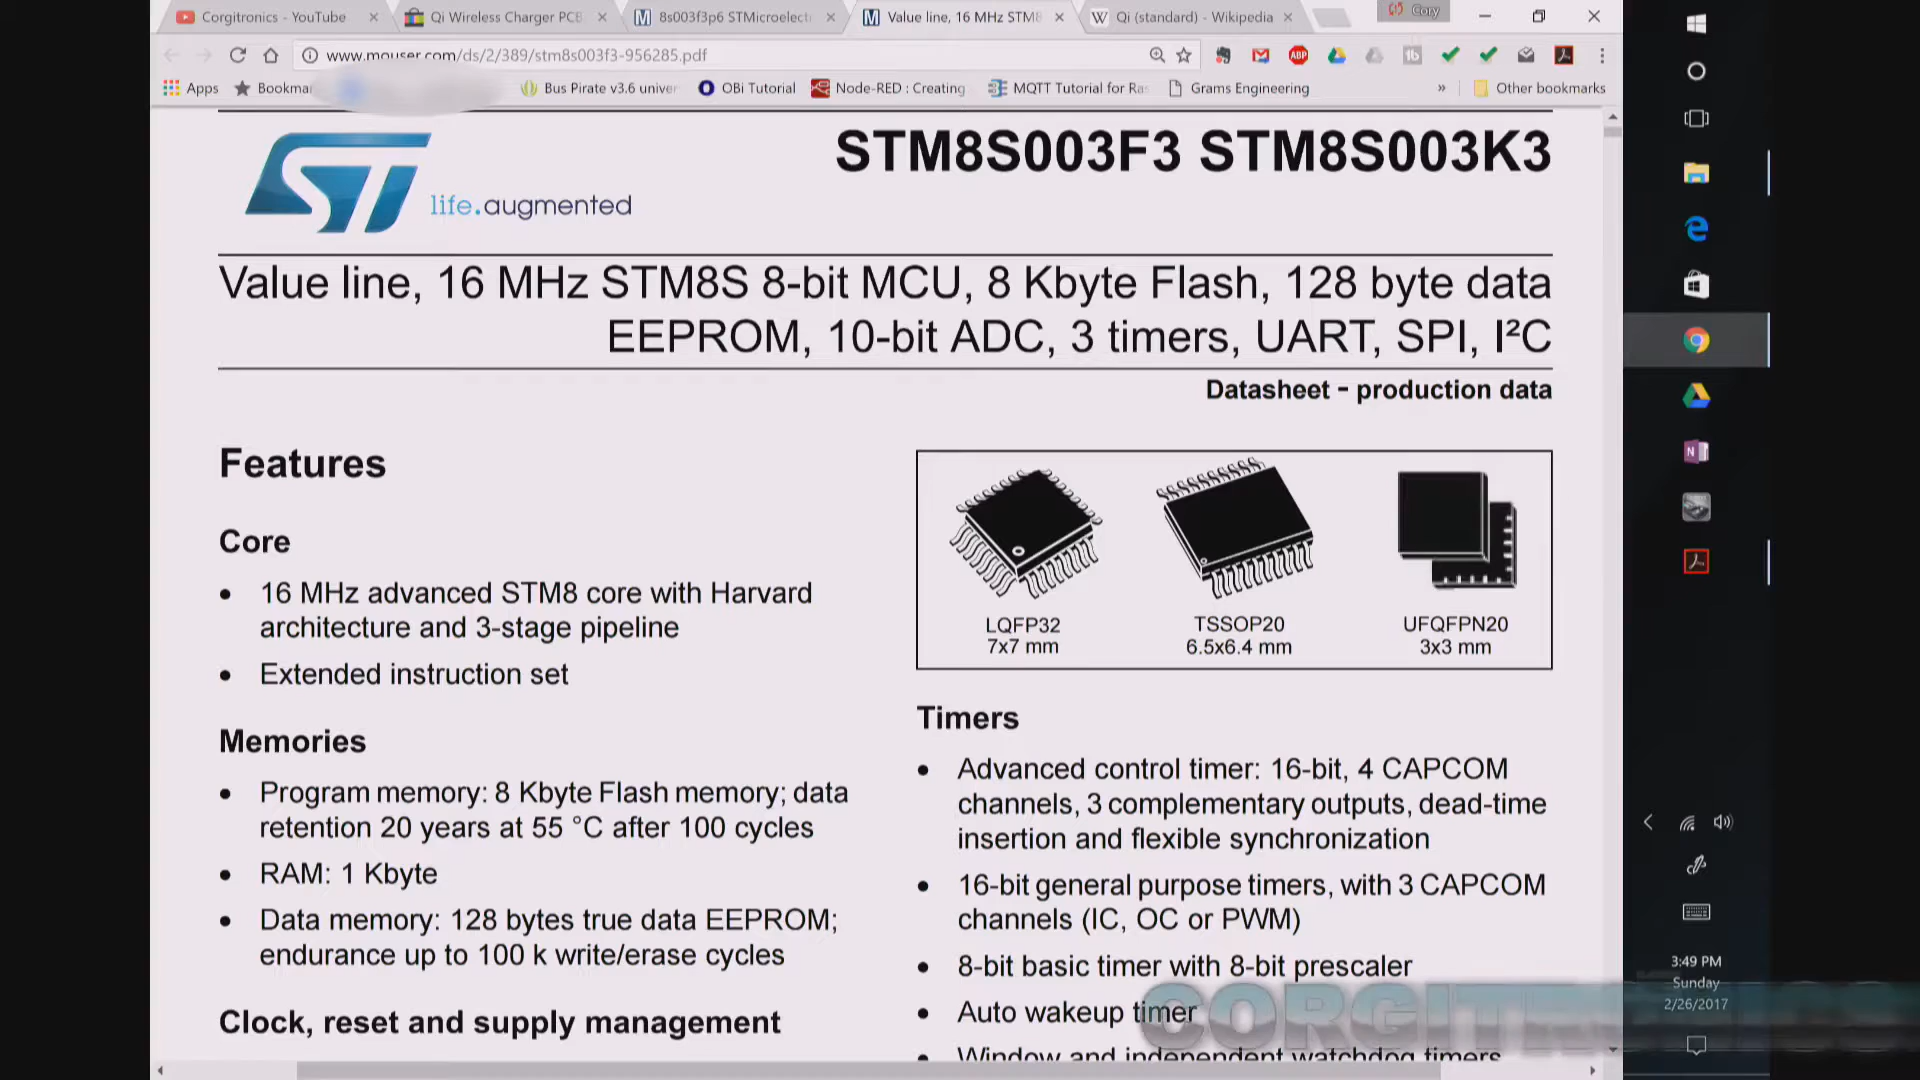 Corgitronics - YouTube
Qi Wireless Charger PCB
8s003f3p6 STMicroelect
Value line, 16 MHz STM8
Qi (standard) - Wikipedia
Cory
www.mouser.com/ds/2/389/stm8s003f3-956285.pdf
Apps
Bookmar
Bus Pirate v3.6 univer
OBi Tutorial
Node-RED : Creating
MQTT Tutorial for Ras
Grams Engineering
»
Other bookmarks
ST
life.augmented
STM8S003F3 STM8S003K3
Value line, 16 MHz STM8S 8-bit MCU, 8 Kbyte Flash, 128 byte data
EEPROM, 10-bit ADC, 3 timers, UART, SPI, I²C
Datasheet - production data
Features
Core
• 16 MHz advanced STM8 core with Harvard
architecture and 3-stage pipeline
• Extended instruction set
Memories
• Program memory: 8 Kbyte Flash memory; data
retention 20 years at 55 °C after 100 cycles
• RAM: 1 Kbyte
• Data memory: 128 bytes true data EEPROM;
endurance up to 100 k write/erase cycles
Clock, reset and supply management
LQFP32
7x7 mm
TSSOP20
6.5x6.4 mm
UFQFPN20
3x3 mm
Timers
• Advanced control timer: 16-bit, 4 CAPCOM
channels, 3 complementary outputs, dead-time
insertion and flexible synchronization
• 16-bit general purpose timers, with 3 CAPCOM
channels (IC, OC or PWM)
• 8-bit basic timer with 8-bit prescaler
• Auto wakeup timer
• Window and independent watchdog timers
3:49 PM
Sunday
2/26/2017
CORGITRONICS